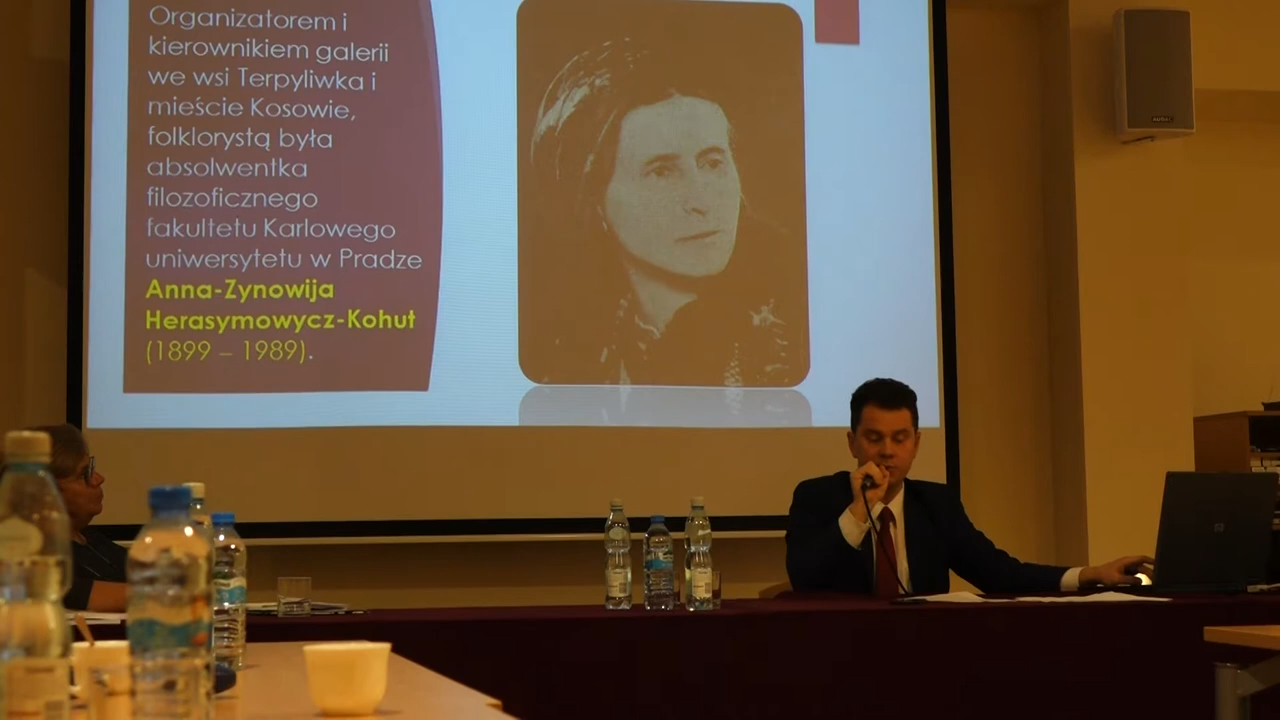 Organizatorem i
kierownikiem galerii
we wsi Terpyliwka i
mieście Kosowie,
folklorystą była
absolwentka
filozoficznego
fakultetu Karlowego
uniwersytetu w Pradze
Anna-Zynowija
Herasymowycz-Kohut
(1899 – 1989).